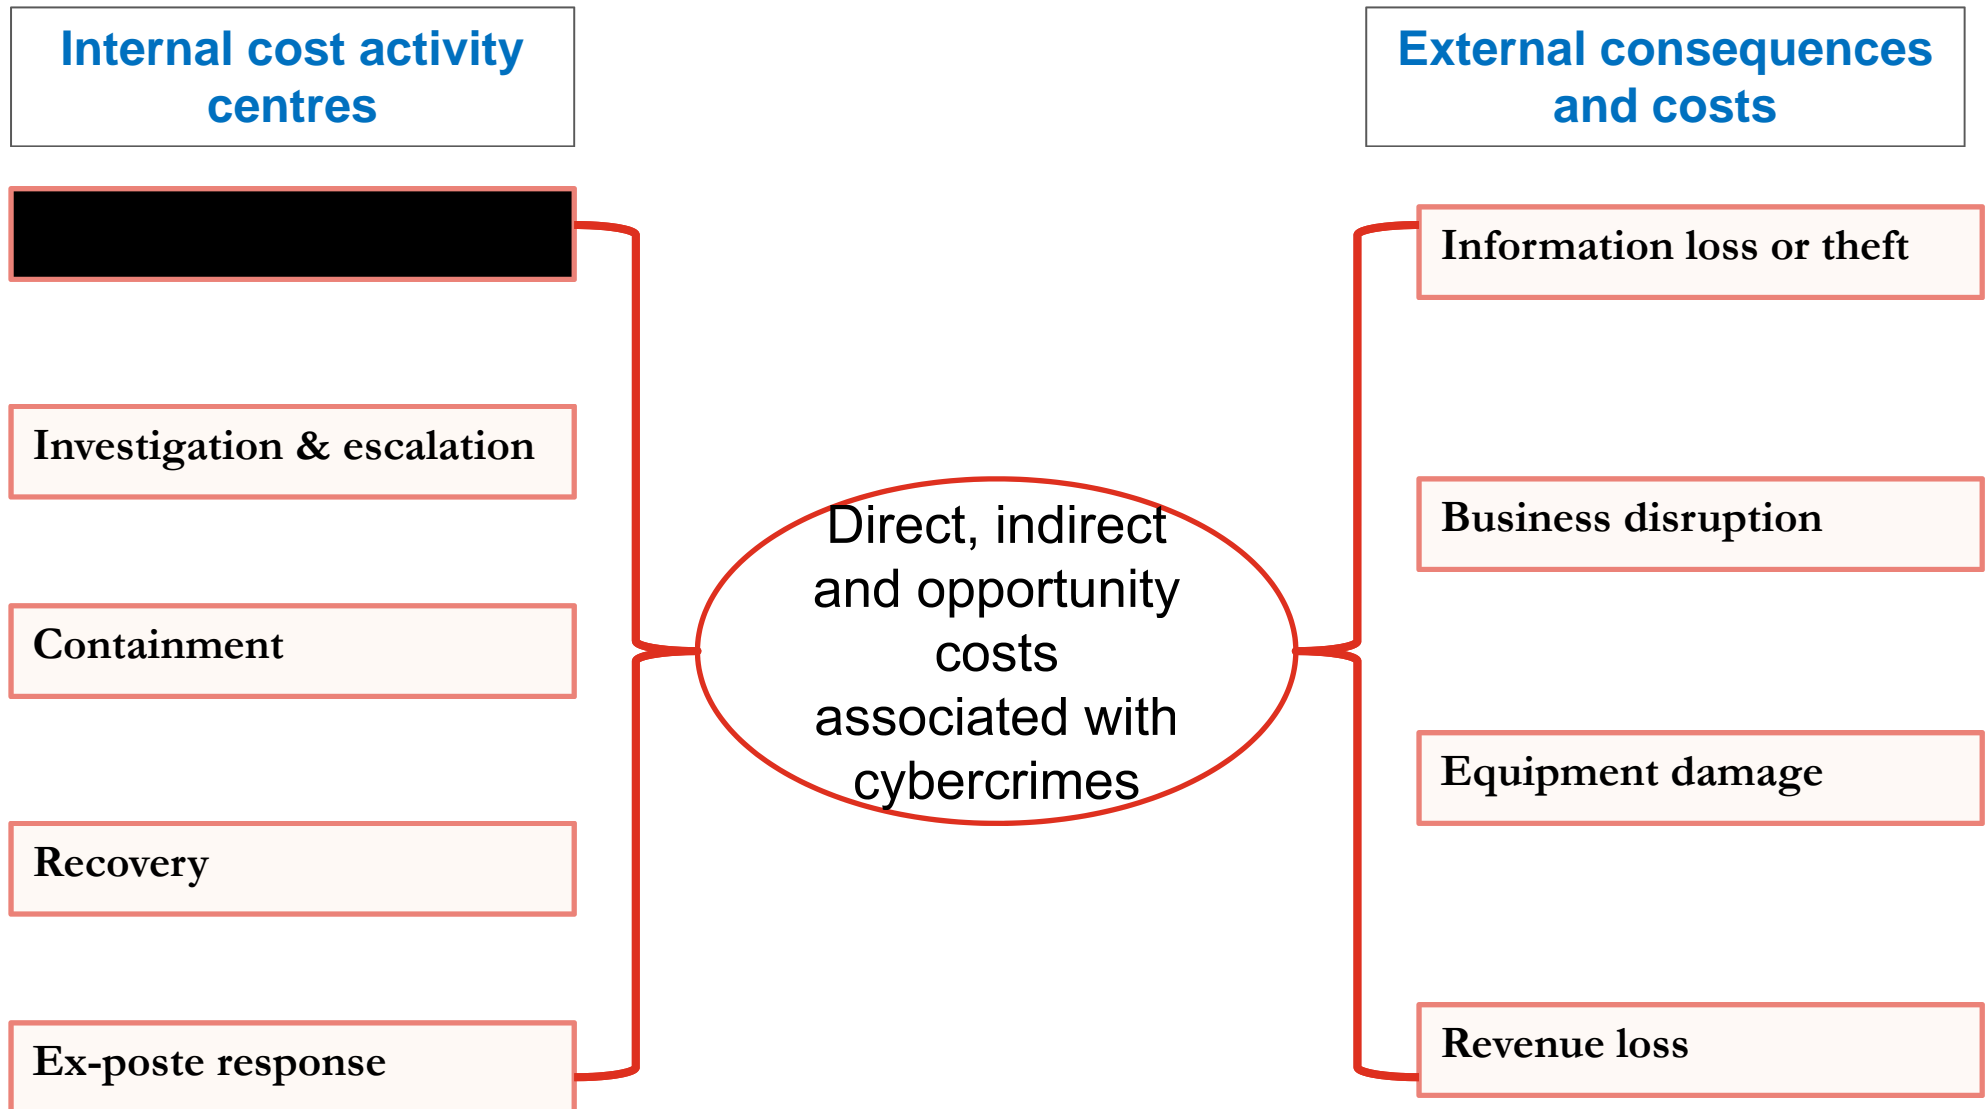 Internal cost activity
centres
External consequences
and costs
Investigation & escalation
Containment
Recovery
Ex-poste response
Direct, indirect
and opportunity
costs
associated with
cybercrimes
Information loss or theft
Business disruption
Equipment damage
Revenue loss